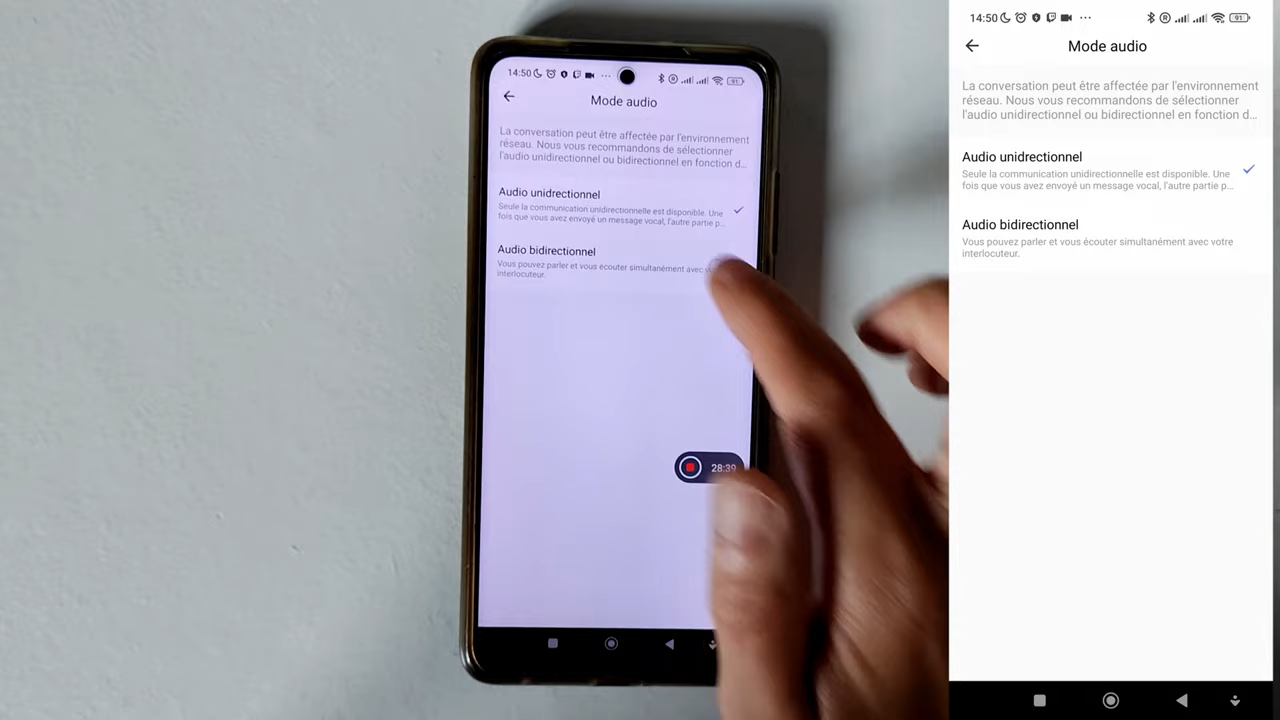 14:50
91
Mode audio
La conversation peut être affectée par l'environnement
réseau. Nous vous recommandons de sélectionner
l'audio unidirectionnel ou bidirectionnel en fonction d...
Audio unidrectionnel
Seule la communication unidirectionnelle est disponible. Une
fois que vous avez envoyé un message vocal, l'autre partie p...
Audio bidirectionnel
Vous pouvez parler et vous écouter simultanément avec
interlocuteur.
28:39
14:50
91
Mode audio
La conversation peut être affectée par l'environnement
réseau. Nous vous recommandons de sélectionner
l'audio unidirectionnel ou bidirectionnel en fonction d...
Audio unidrectionnel
Seule la communication unidirectionnelle est disponible. Une
fois que vous avez envoyé un message vocal, l'autre partie p...
Audio bidirectionnel
Vous pouvez parler et vous écouter simultanément avec votre
interlocuteur.